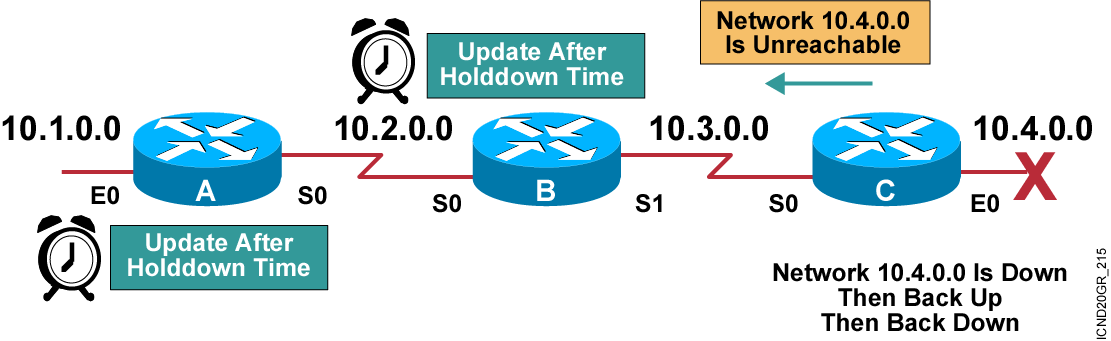 Network 10.4.0.0
Is Unreachable
Update After
Holddown Time
10.1.0.0
10.2.0.0
10.3.0.0
10.4.0.0
A
B
C
E0
S0
S0
S1
S0
E0
Update After
Holddown Time
Network 10.4.0.0 Is Down
Then Back Up
Then Back Down
ICND20GR_215